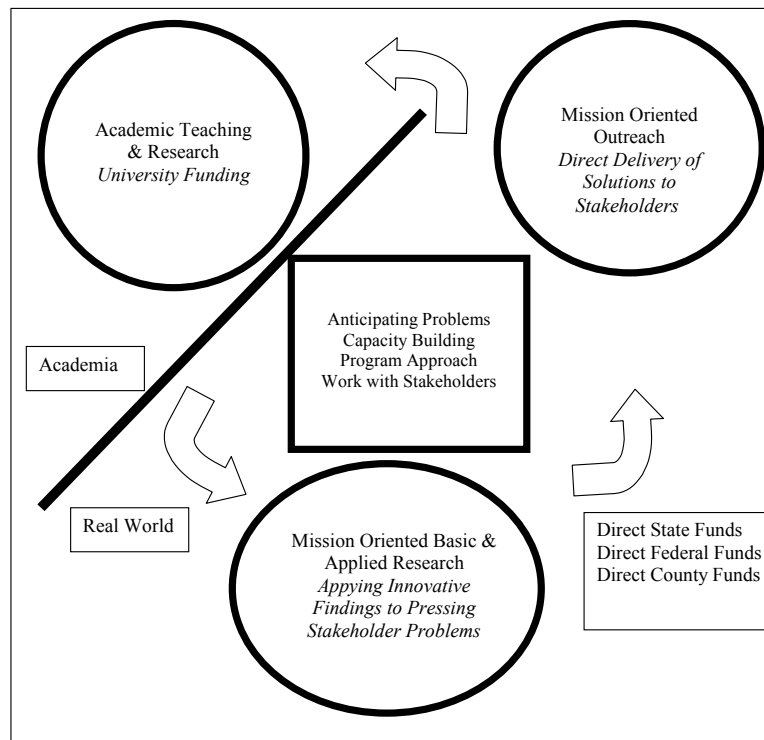 Academic Teaching
& Research
University Funding
Mission Oriented
Outreach
Direct Delivery of
Solutions to
Stakeholders
Anticipating Problems
Capacity Building
Program Approach
Work with Stakeholders
Academia
Real World
Mission Oriented Basic &
Applied Research
Appying Innovative
Findings to Pressing
Stakeholder Problems
Direct State Funds
Direct Federal Funds
Direct County Funds